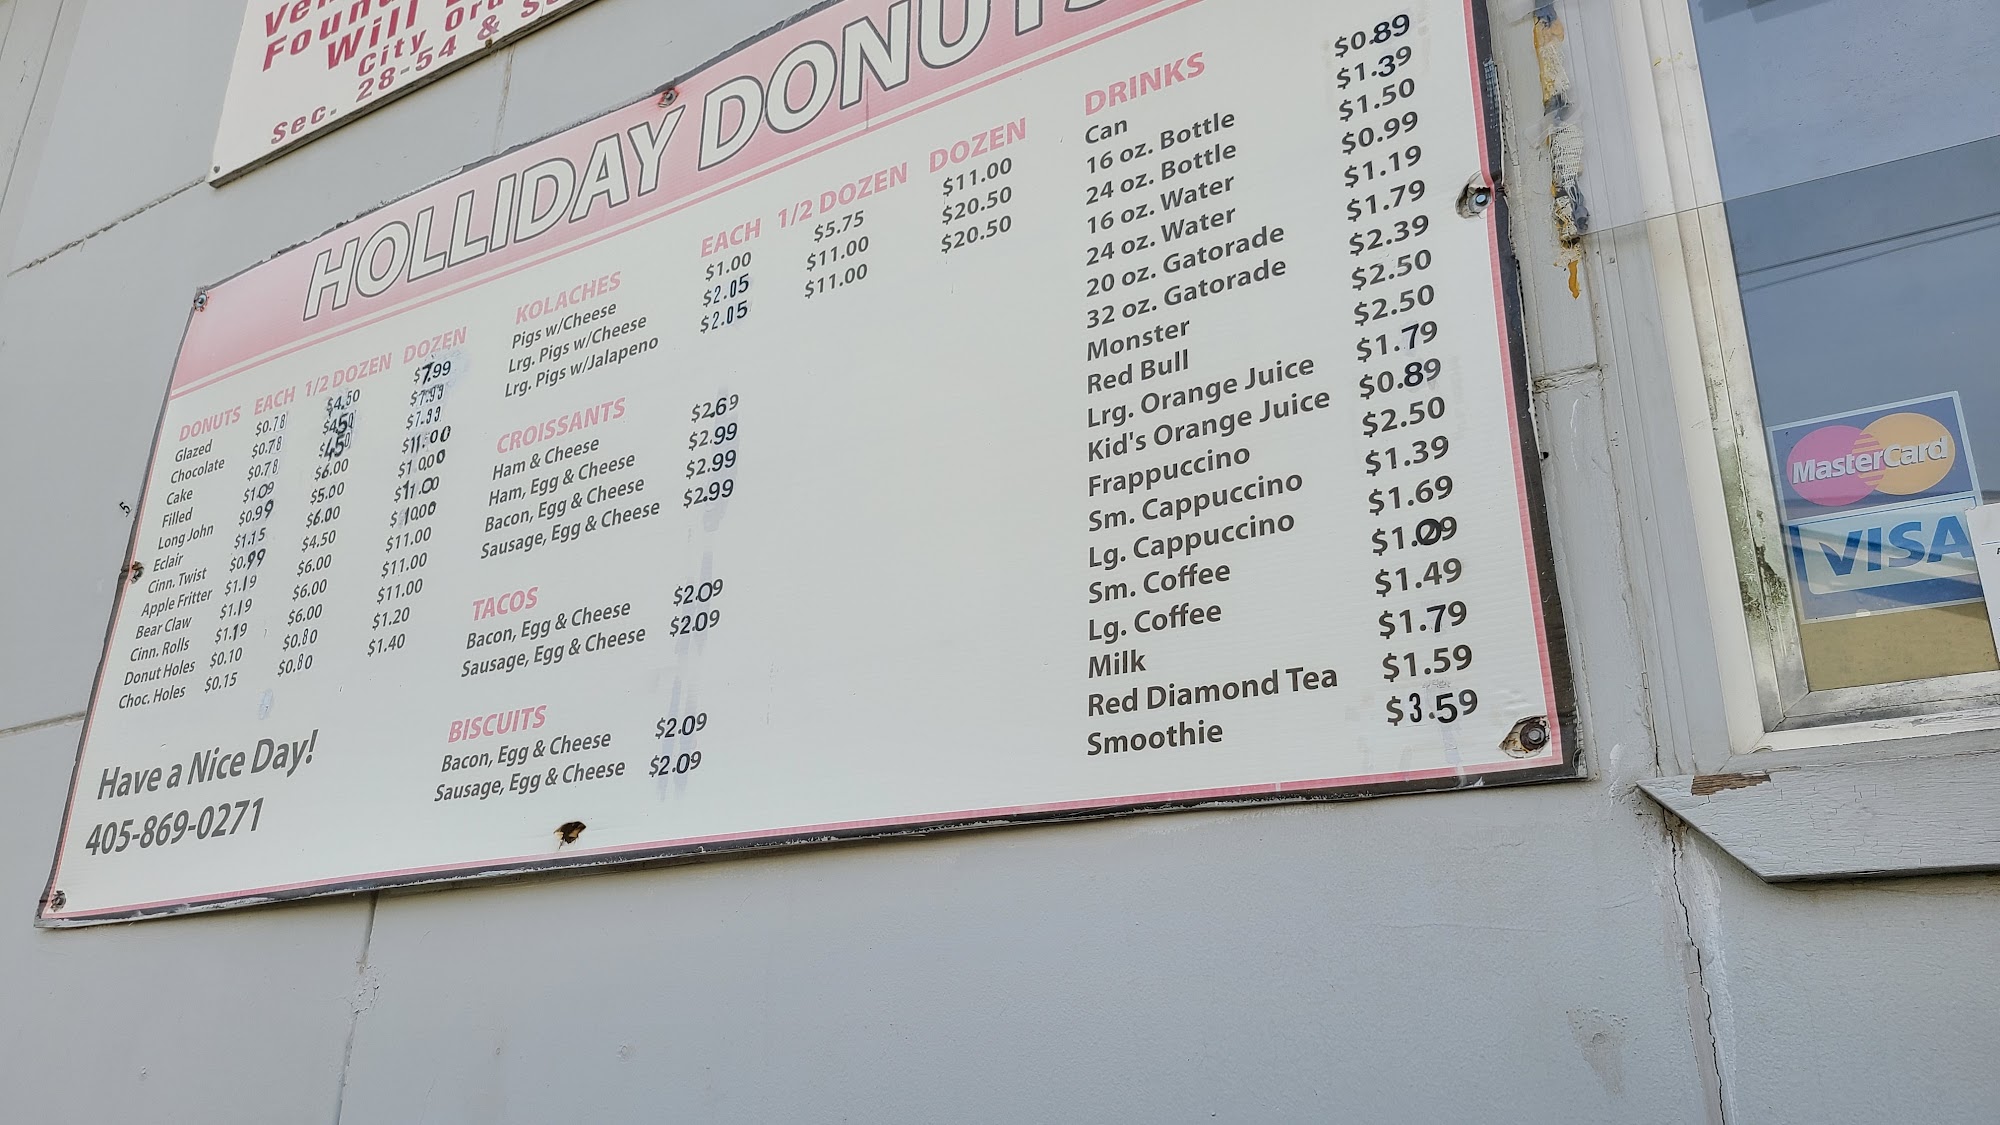 Found
Will
City Ord
Sec. 28-54 &
HOLLIDAY DONUTS
DONUTS EACH 1/2 DOZEN DOZEN
Glazed $0.78 $4.50 $7.99
Chocolate $0.78 $4.50 $7.99
Cake $0.78 $4.50 $7.99
Filled $1.09 $6.00 $11.00
Long John $0.99 $5.00 $10.00
Eclair $1.15 $6.00 $11.00
Cinn. Twist $0.99 $4.50 $10.00
Apple Fritter $1.19 $6.00 $11.00
Bear Claw $1.19 $6.00 $11.00
Cinn. Rolls $1.19 $6.00 $11.00
Donut Holes $0.10 $0.80 $1.20
Choc. Holes $0.15 $0.80 $1.40
Have a Nice Day!
405-869-0271
KOLACHES EACH 1/2 DOZEN DOZEN
Pigs w/Cheese $1.00 $5.75 $11.00
Lrg. Pigs w/Cheese $2.05 $11.00 $20.50
Lrg. Pigs w/Jalapeno $2.05 $11.00 $20.50
CROISSANTS
Ham & Cheese $2.69
Ham, Egg & Cheese $2.99
Bacon, Egg & Cheese $2.99
Sausage, Egg & Cheese $2.99
TACOS
Bacon, Egg & Cheese $2.09
Sausage, Egg & Cheese $2.09
BISCUITS
Bacon, Egg & Cheese $2.09
Sausage, Egg & Cheese $2.09
DRINKS
Can $0.89
16 oz. Bottle $1.39
24 oz. Bottle $1.50
16 oz. Water $0.99
24 oz. Water $1.19
20 oz. Gatorade $1.79
32 oz. Gatorade $2.39
Monster $2.50
Red Bull $2.50
Lrg. Orange Juice $1.79
Kid's Orange Juice $0.89
Frappuccino $2.50
Sm. Cappuccino $1.39
Lg. Cappuccino $1.69
Sm. Coffee $1.09
Lg. Coffee $1.49
Milk $1.79
Red Diamond Tea $1.59
Smoothie $3.59
MasterCard
VISA